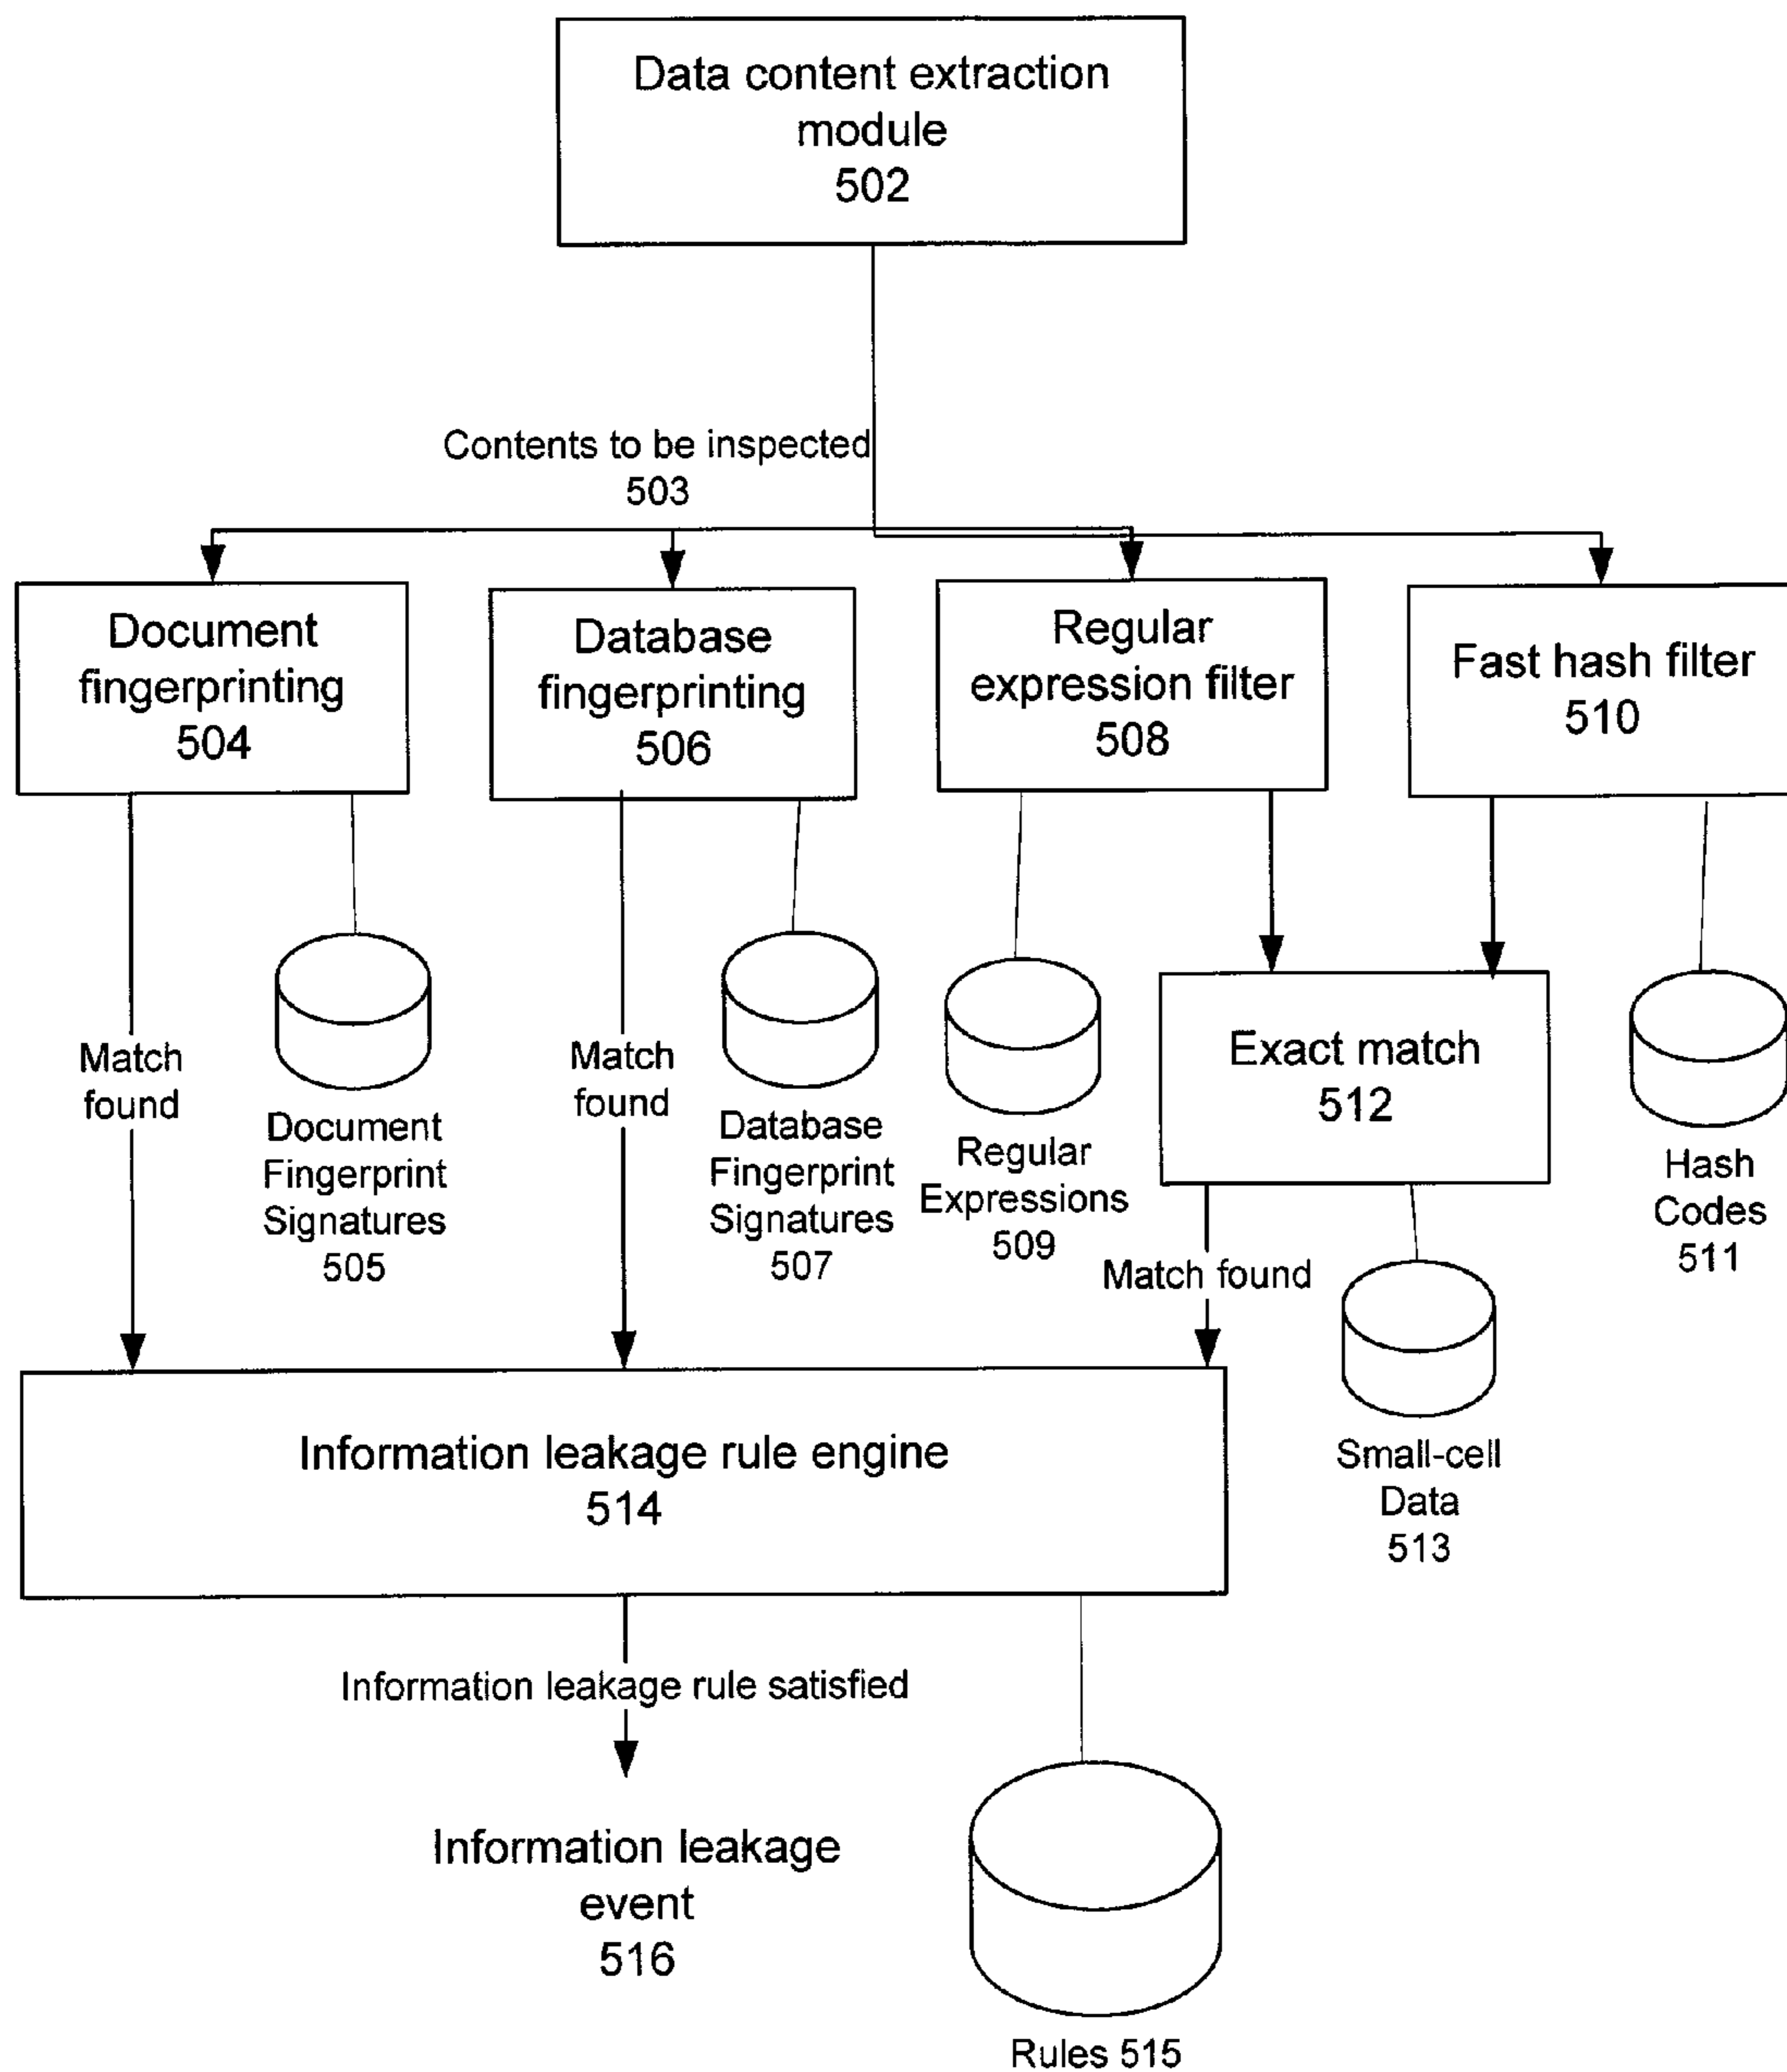 Data content extraction
module
502
Contents to be inspected
503
Document
fingerprinting
504
Database
fingerprinting
506
Regular
expression filter
508
Fast hash filter
510
Match
found
Document
Fingerprint
Signatures
505
Match
found
Database
Fingerprint
Signatures
507
Regular
Expressions
509
Exact match
512
Hash
Codes
511
Match found
Small-cell
Data
513
Information leakage rule engine
514
Information leakage rule satisfied
Information leakage
event
516
Rules 515